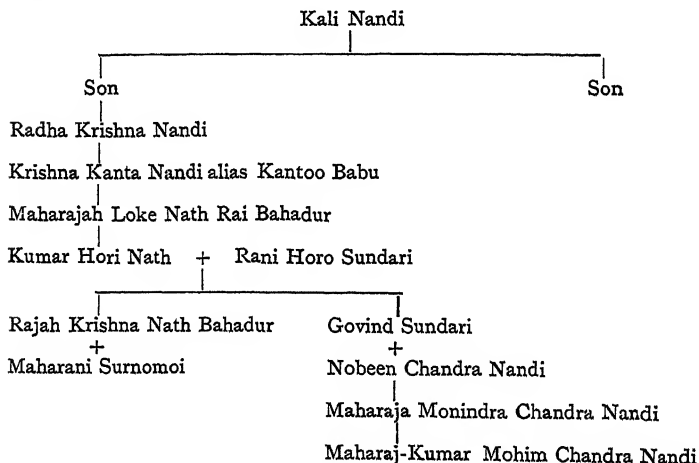 Kali Nandi
Son Son
Radha Krishna Nandi
Krishna Kanta Nandi alias Kantoo Babu
Maharajah Loke Nath Rai Bahadur
Kumar Hori Nath + Rani Horo Sundari
Rajah Krishna Nath Bahadur Govind Sundari
+ +
Maharani Surnomoi Nobeen Chandra Nandi
Maharaja Monindra Chandra Nandi
Maharaj-Kumar Mohim Chandra Nandi